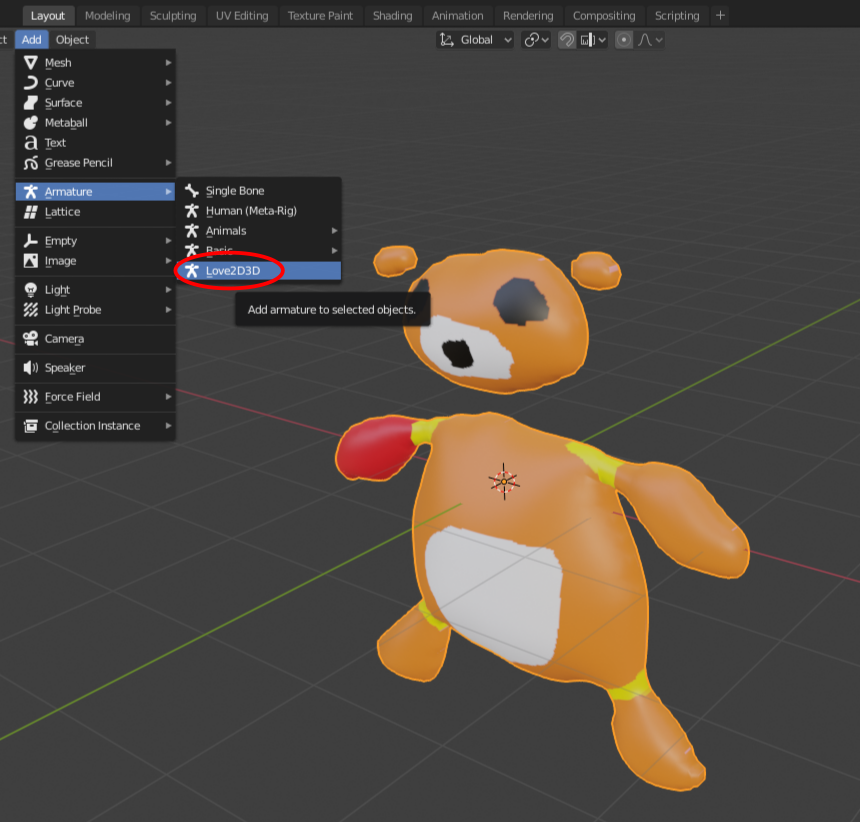 Layout Modeling Sculpting UV Editing Texture Paint Shading Animation Rendering Compositing Scripting +
ct Add Object Global
Mesh
Curve
Surface
Metaball
Text
Grease Pencil
Armature
Lattice
Empty
Image
Light
Light Probe
Camera
Speaker
Force Field
Collection Instance
Single Bone
Human (Meta-Rig)
Animals
Basic
Love2D3D
Add armature to selected objects.